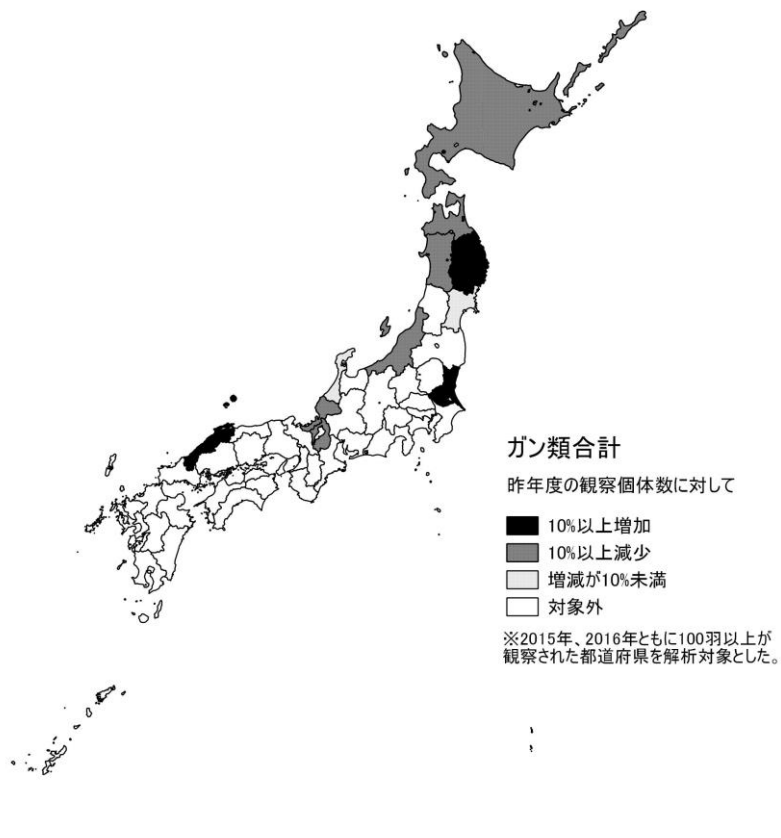 ガン類合計
昨年度の観察個体数に対して
10%以上増加
10%以上減少
増減が10%未満
対象外
※2015年、2016年ともに100羽以上が
観察された都道府県を解析対象とした。